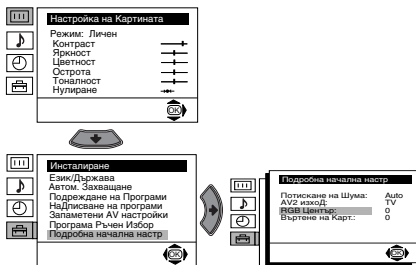 Настройка на Картината
Режим: Личен
Контраст
Яркност
Цветност
Острота
Тоналност
Нулиране
OK
Инсталиране
Език/Държава
Автом. Захващане
Подреждане на Програми
НаДписване на програми
Запаметени AV настройки
Програма Ръчен Избор
Подробна начална настр
OK
Подробна начална настр
Потискане на Шума: Auto
AV2 изхоД: TV
RGB Център: 0
Въртене на Карт.: 0
OK